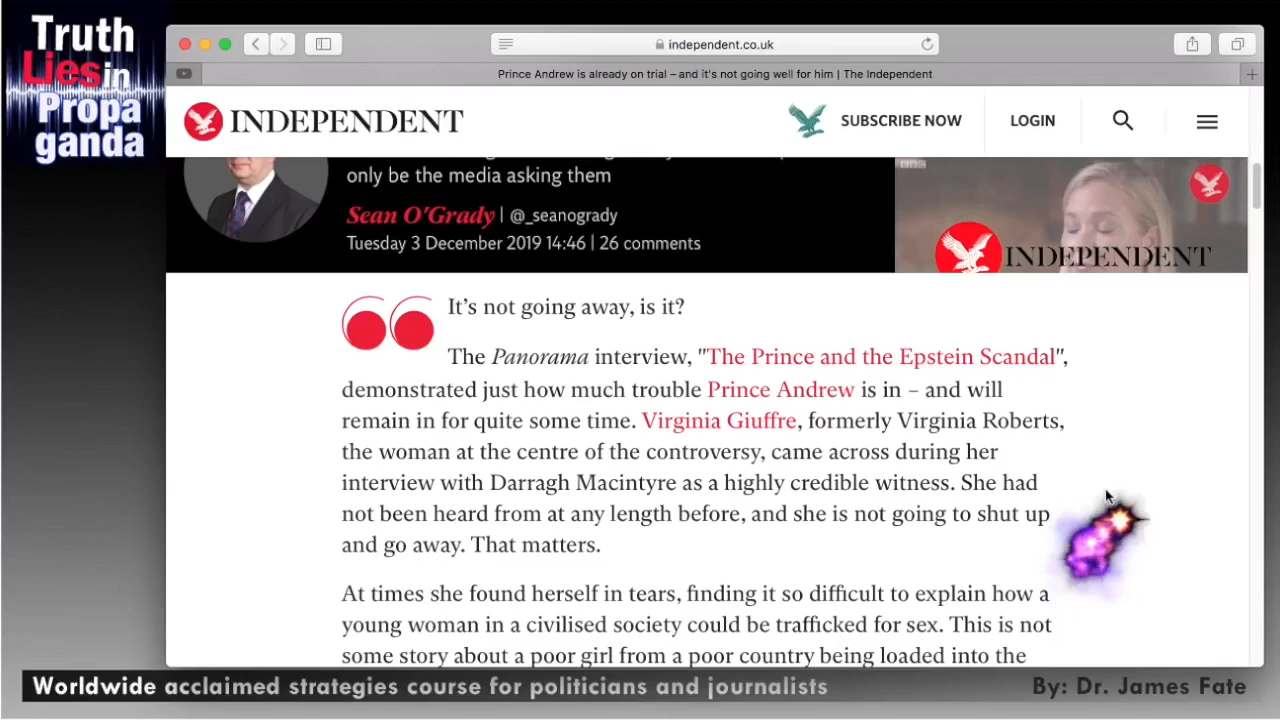 Truth
Lies in
Propa
ganda
independent.co.uk
Prince Andrew is already on trial – and it's not going well for him | The Independent
INDEPENDENT
SUBSCRIBE NOW
LOGIN
only be the media asking them
Sean O'Grady | @_seanogrady
Tuesday 3 December 2019 14:46 | 26 comments
BBC
INDEPENDENT
It's not going away, is it?
The Panorama interview, "The Prince and the Epstein Scandal",
demonstrated just how much trouble Prince Andrew is in – and will
remain in for quite some time. Virginia Giuffre, formerly Virginia Roberts,
the woman at the centre of the controversy, came across during her
interview with Darragh Macintyre as a highly credible witness. She had
not been heard from at any length before, and she is not going to shut up
and go away. That matters.
At times she found herself in tears, finding it so difficult to explain how a
young woman in a civilised society could be trafficked for sex. This is not
some story about a poor girl from a poor country being loaded into the
Worldwide acclaimed strategies course for politicians and journalists
By: Dr. James Fate